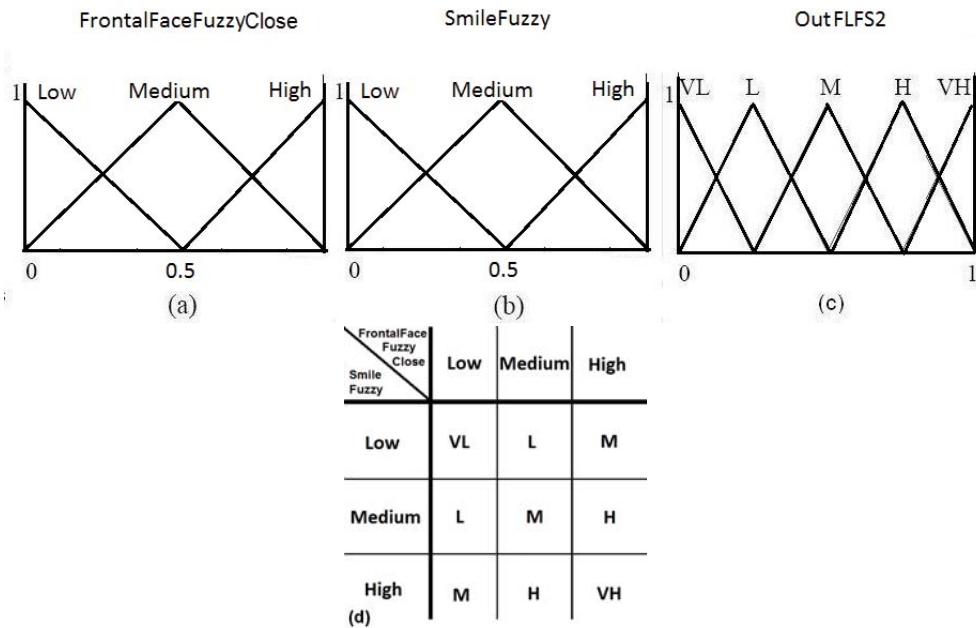 FrontalFaceFuzzyClose
SmileFuzzy
OutFLFS2
1 Low Medium High
1 Low Medium High
1 VL L M H VH
0 0.5
0 0.5
0 1
(a)
(b)
(c)
FrontalFace
Fuzzy
Close
Smile
Fuzzy
Low Medium High
Low VL L M
Medium L M H
High M H VH
(d)